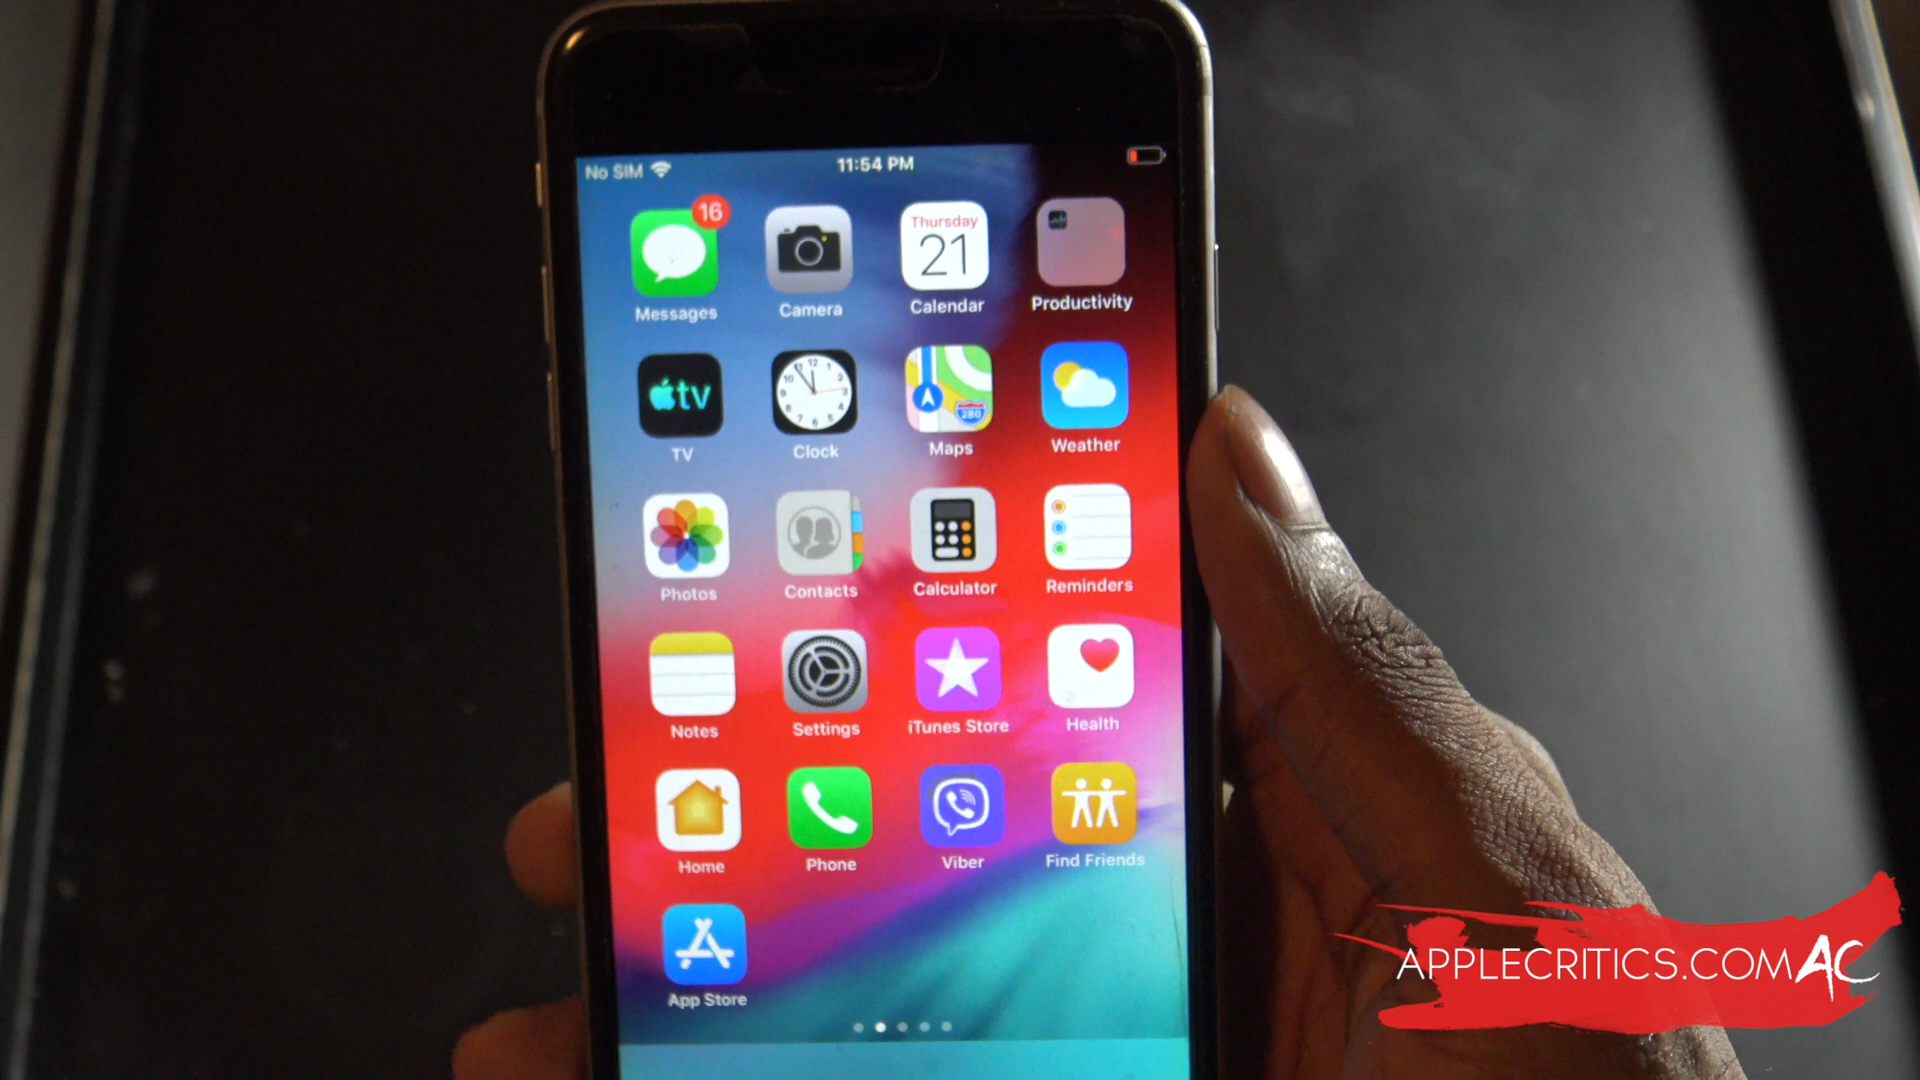 No SIM 11:54 PM
16
Thursday
21
Messages Camera Calendar Productivity
tv
280
TV Clock Maps Weather
Photos Contacts Calculator Reminders
Notes Settings iTunes Store Health
Home Phone Viber Find Friends
App Store
APPLECRITICS.COM AC